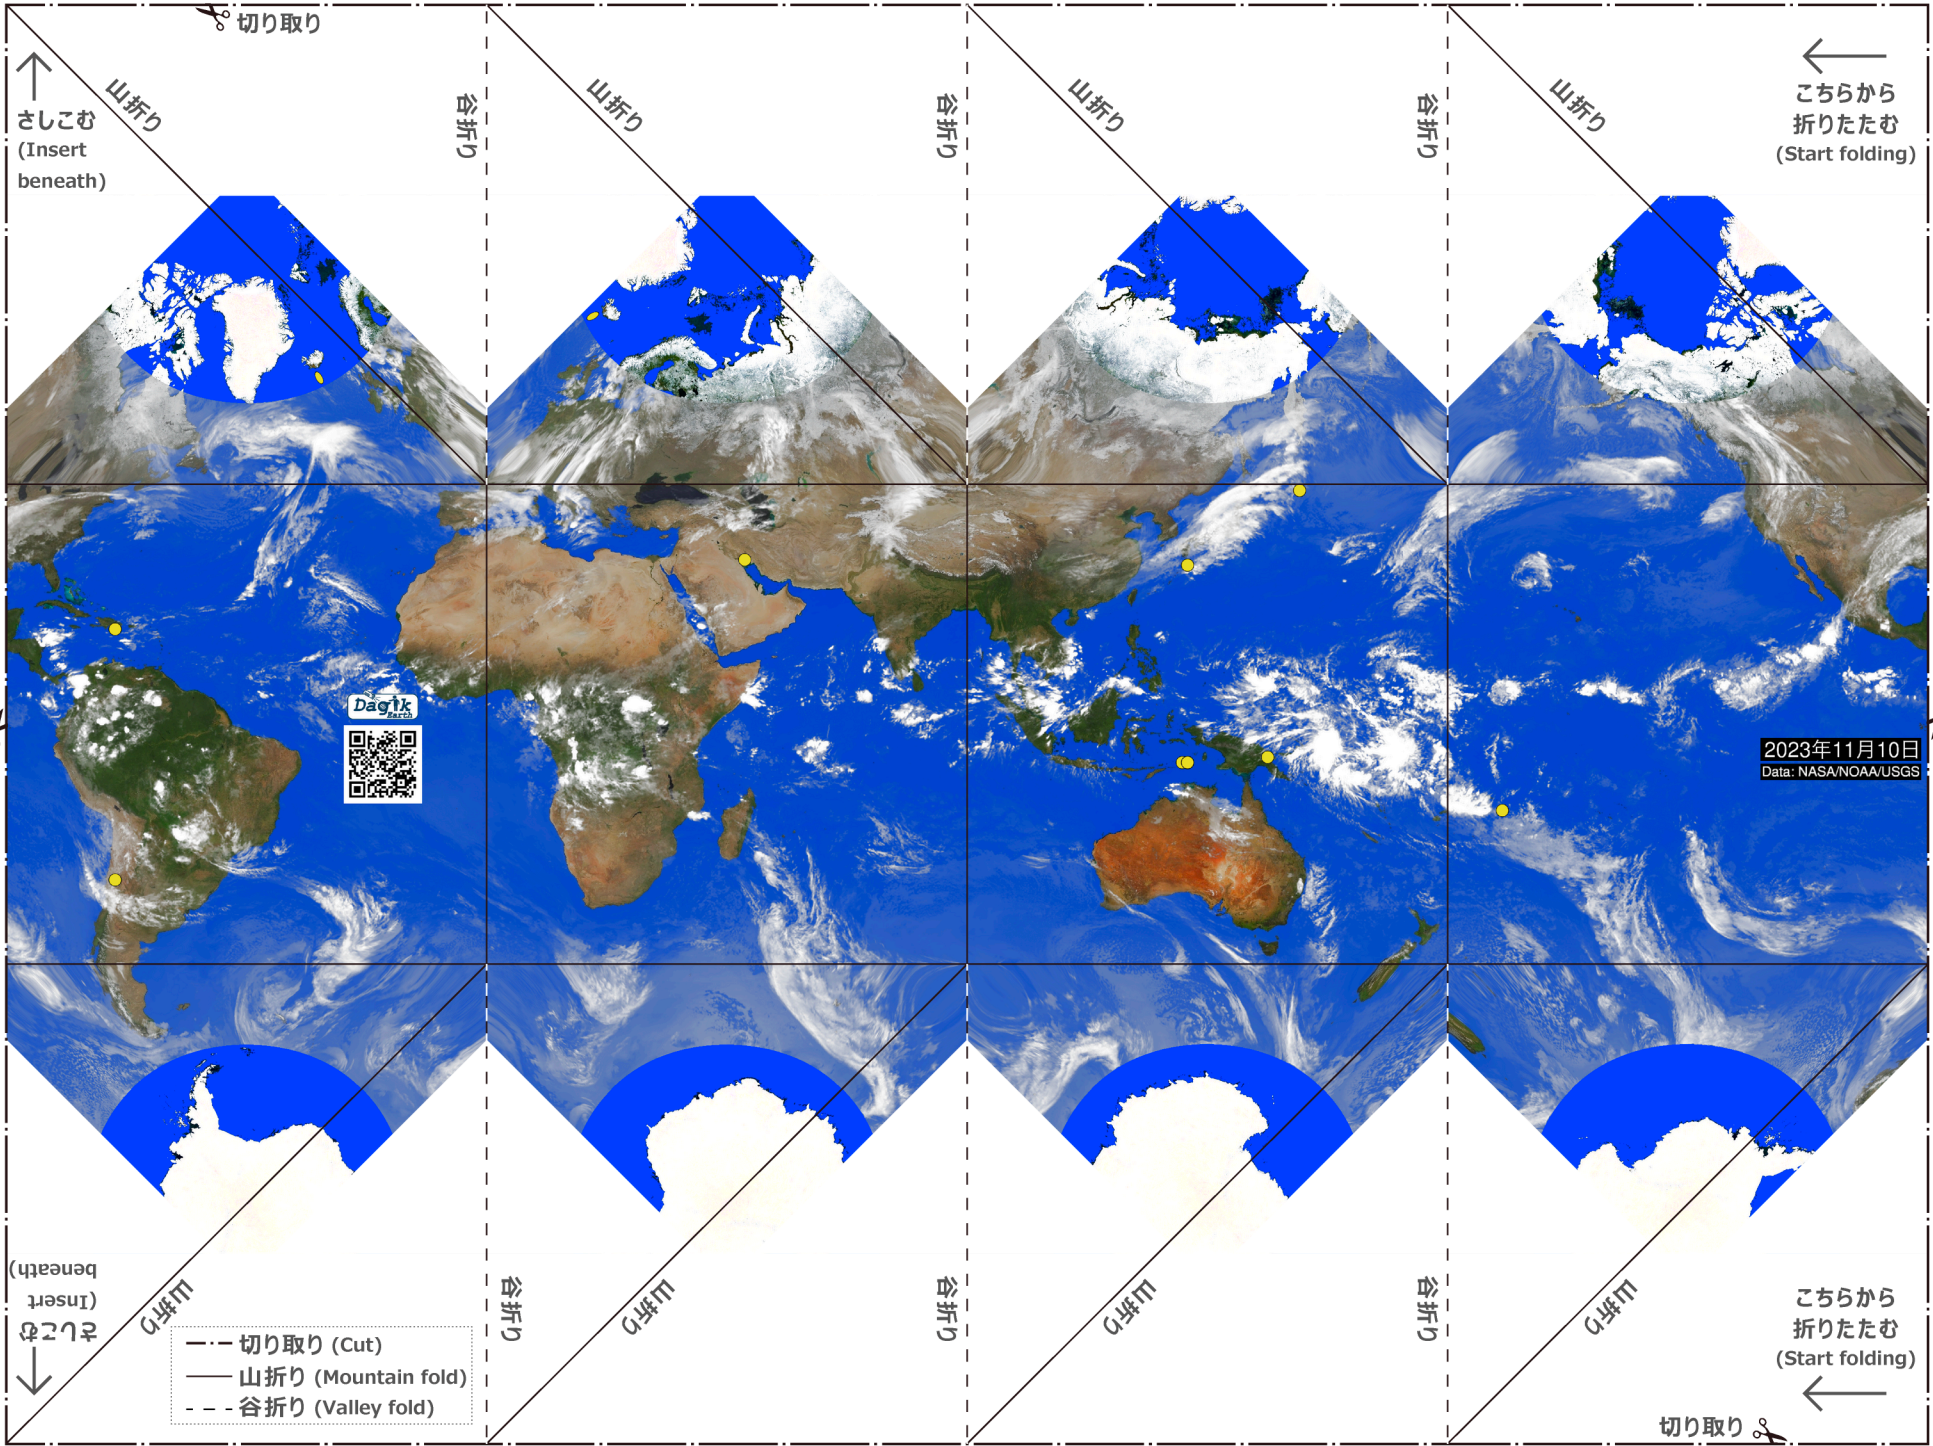 切り取り
山折り
谷折り
山折り
谷折り
山折り
谷折り
山折り
さしこむ
(Insert
beneath)
こちらから
折りたたむ
(Start folding)
Dagik
Earth
2023年11月10日
Data: NASA/NOAA/USGS
さしこむ
(Insert
beneath)
山折り
谷折り
山折り
谷折り
山折り
谷折り
山折り
こちらから
折りたたむ
(Start folding)
切り取り (Cut)
山折り (Mountain fold)
谷折り (Valley fold)
切り取り